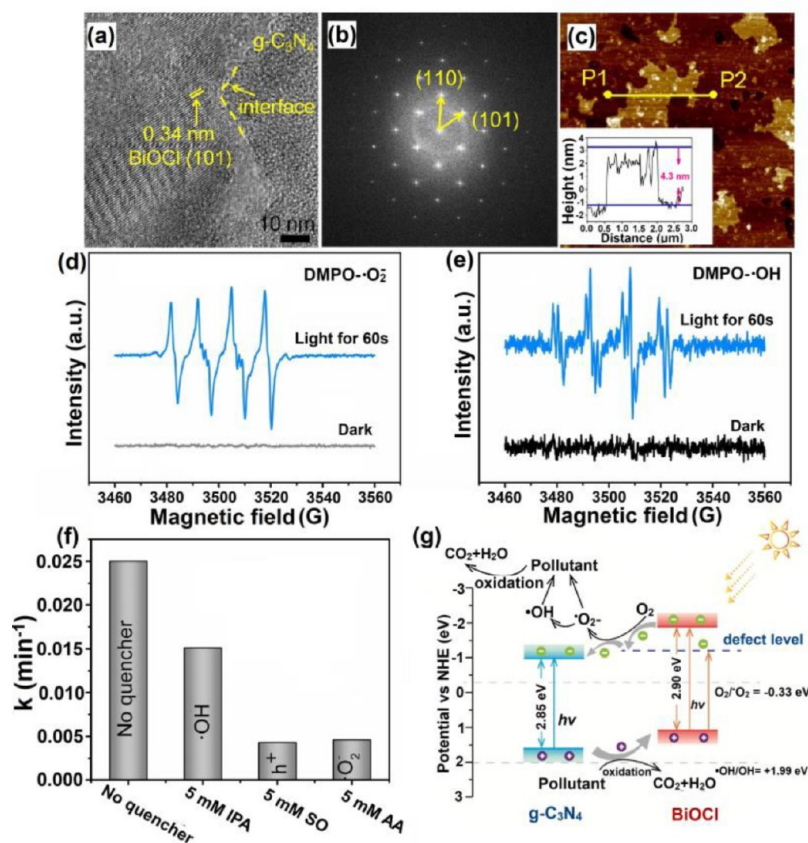 (a)
g-C₃N₄
interface
0.34 nm
BiOCl (101)
10 nm
(b)
(110)
(101)
(c)
P1
P2
Height (nm)
4
3
2
1
0
-1
-2
4.3 nm
0.0 0.5 1.0 1.5 2.0 2.5 3.0
Distance (µm)
(d)
DMPO-·O₂⁻
Light for 60s
Dark
Intensity (a.u.)
3460 3480 3500 3520 3540 3560
Magnetic field (G)
(e)
DMPO-·OH
Light for 60s
Dark
Intensity (a.u.)
3460 3480 3500 3520 3540 3560
Magnetic field (G)
(f)
k (min⁻¹)
0.025
0.020
0.015
0.010
0.005
0.000
No quencher
·OH
h⁺
·O₂⁻
No quencher
5 mM IPA
5 mM SO
5 mM AA
(g)
CO₂+H₂O
Pollutant
oxidation
•OH
•O₂-
O₂
defect level
Potential vs NHE (eV)
-3
-2
-1
0
1
2
3
2.85 eV
hv
2.90 eV
hv
O₂/·O₂ = -0.33 eV
•OH/OH= +1.99 eV
Pollutant
oxidation
CO₂+H₂O
g-C₃N₄
BiOCl